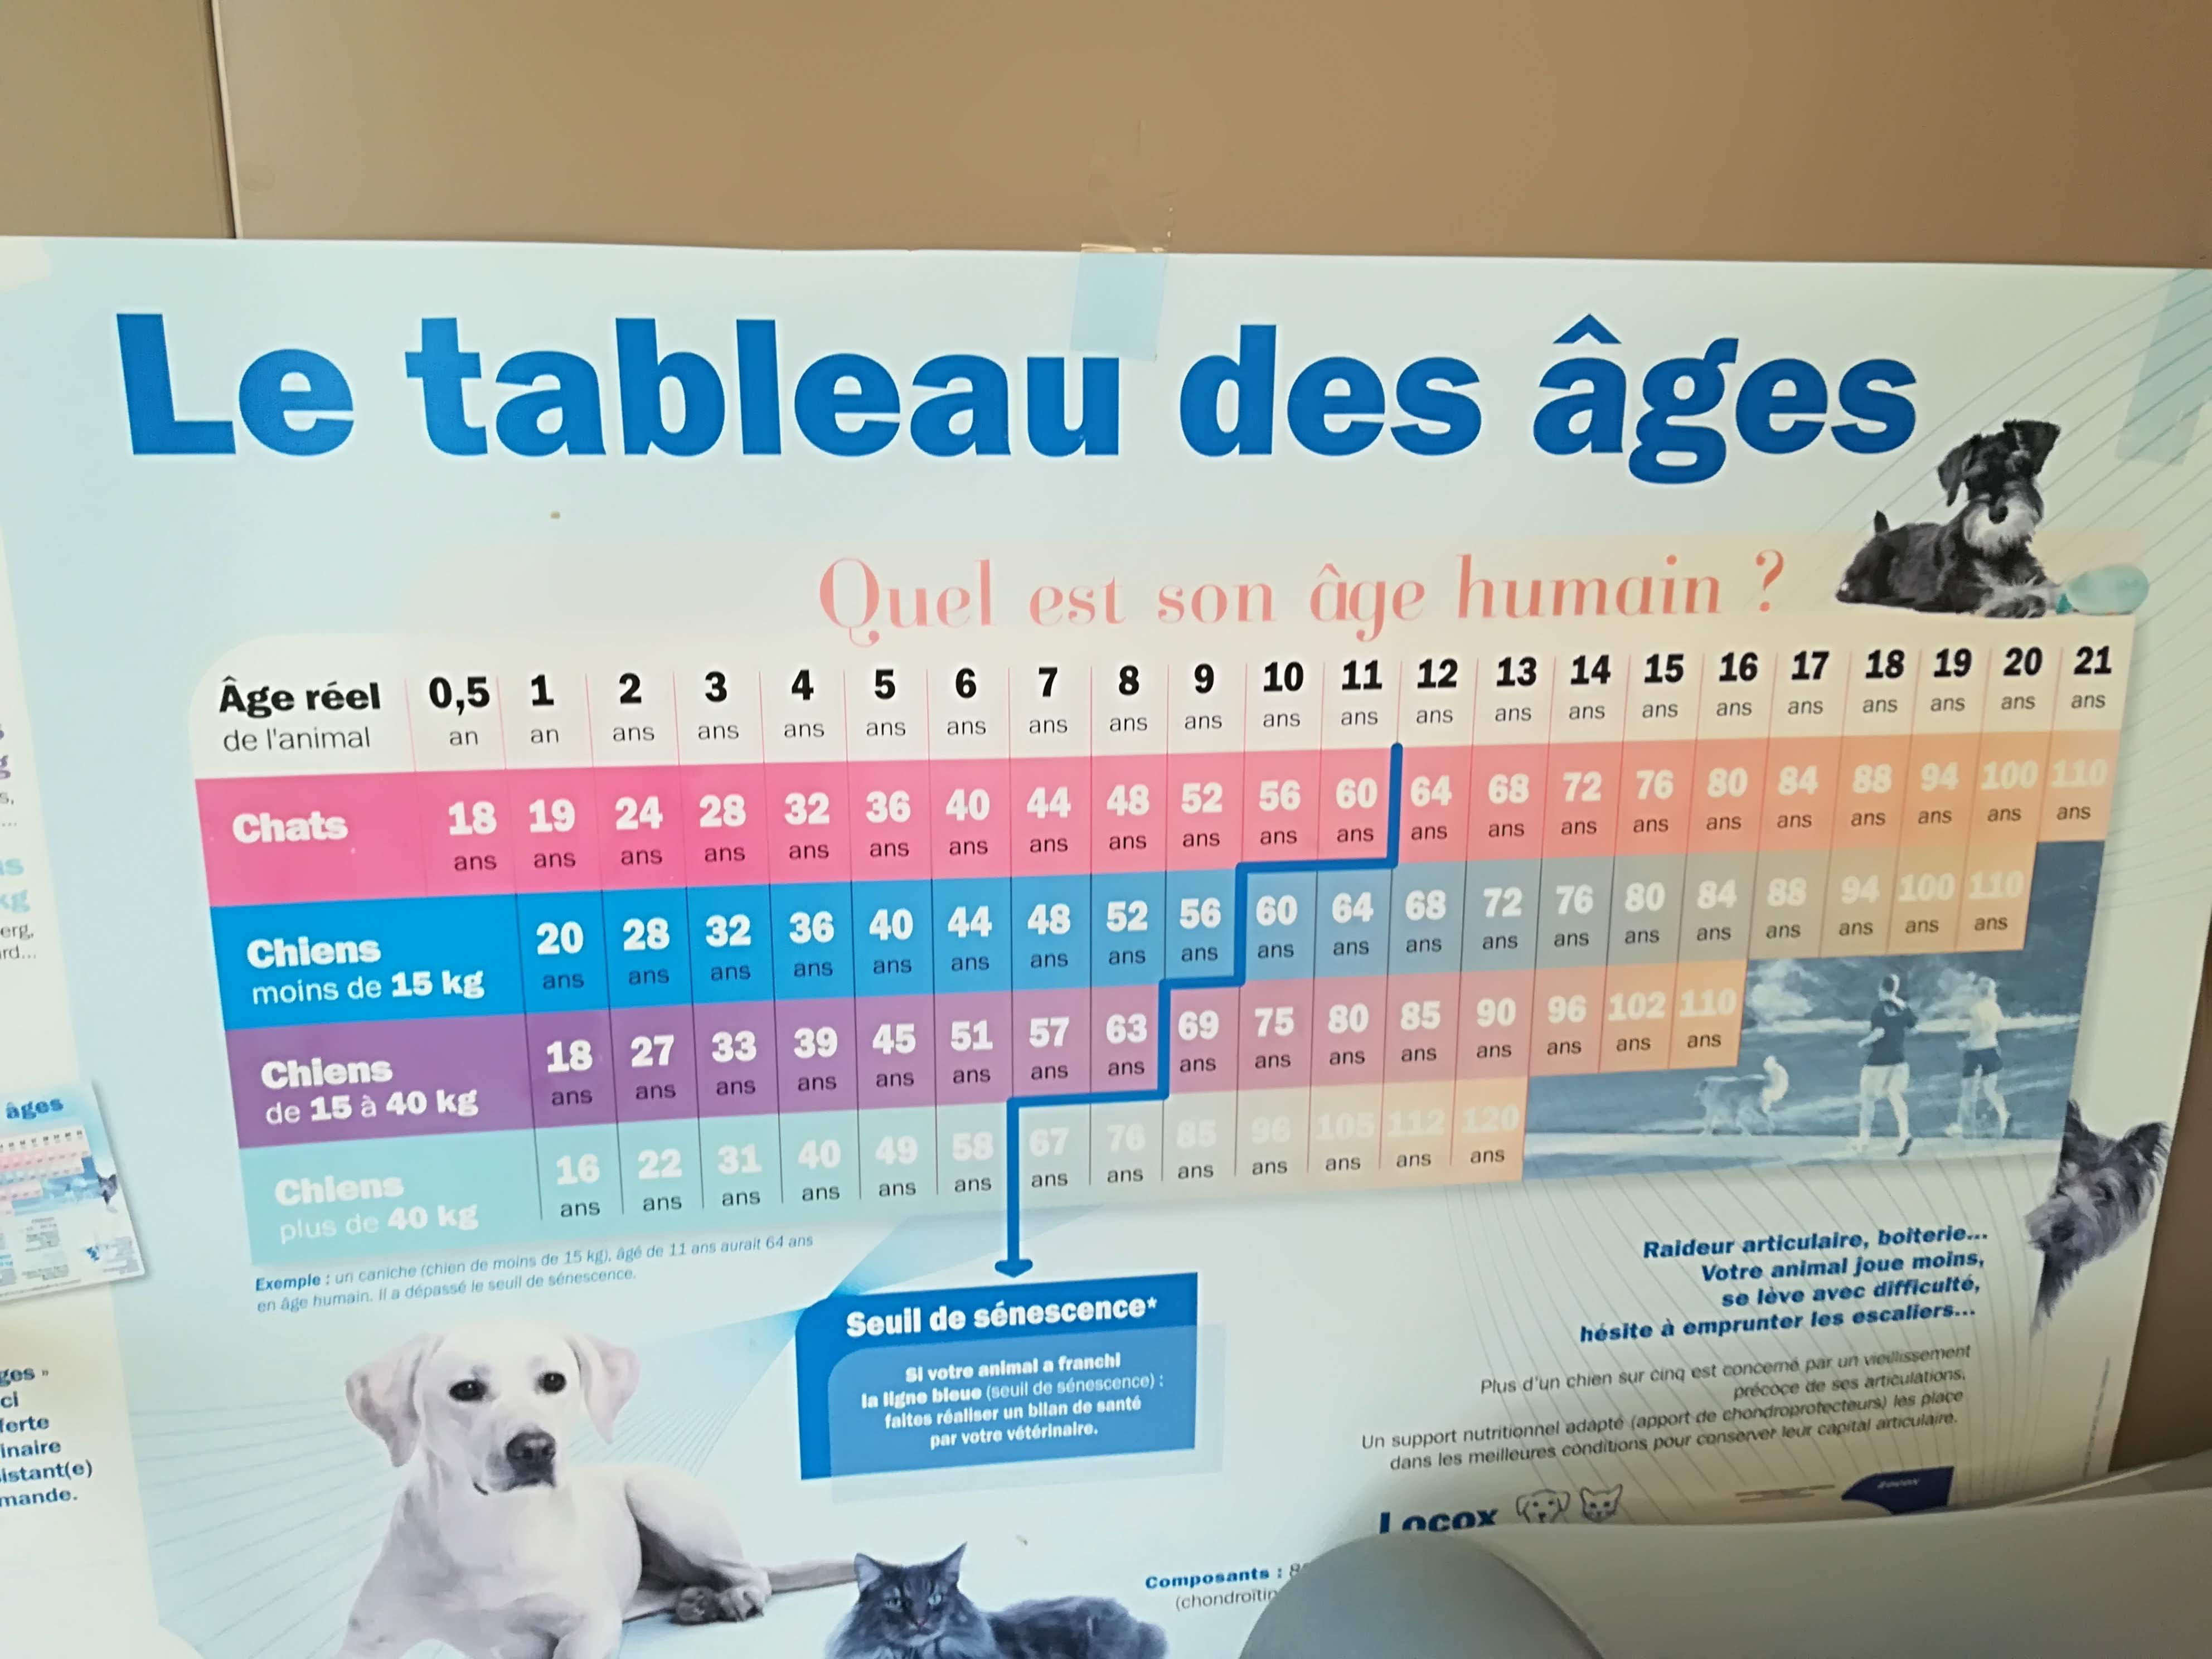 Le tableau des âges
Quel est son âge humain ?
Âge réel 0,5 1 2 3 4 5 6 7 8 9 10 11 12 13 14 15 16 17 18 19 20 21
de l'animal an an ans ans ans ans ans ans ans ans ans ans ans ans ans ans ans ans ans ans ans ans
Chats 18 19 24 28 32 36 40 44 48 52 56 60 64 68 72 76 80 84 88 94 100 110
ans ans ans ans ans ans ans ans ans ans ans ans ans ans ans ans ans ans ans ans ans ans
Chiens 20 28 32 36 40 44 48 52 56 60 64 68 72 76 80 84 88 94 100 110
moins de 15 kg ans ans ans ans ans ans ans ans ans ans ans ans ans ans ans ans ans ans ans ans
Chiens 18 27 33 39 45 51 57 63 69 75 80 85 90 96 102 110
de 15 à 40 kg ans ans ans ans ans ans ans ans ans ans ans ans ans ans ans ans
Chiens 16 22 31 40 49 58 67 76 85 96 105 112 120
plus de 40 kg ans ans ans ans ans ans ans ans ans ans ans ans ans
Exemple : un caniche (chien de moins de 15 kg), âgé de 11 ans aurait 64 ans
en âge humain. Il a dépassé le seuil de sénescence.
Seuil de sénescence*
Si votre animal a franchi
la ligne bleue (seuil de sénescence) :
faites réaliser un bilan de santé
par votre vétérinaire.
Raideur articulaire, boiterie...
Votre animal joue moins,
se lève avec difficulté,
hésite à emprunter les escaliers...
Plus d'un chien sur cinq est concerné par un vieillissement
précoce de ses articulations.
Un support nutritionnel adapté (apport de chondroprotecteurs) les place
dans les meilleures conditions pour conserver leur capital articulaire.
Locox
Composants : 8
(chondroïtin
kg
erg,
rd...
âges
ges »
ci
ferte
inaire
istant(e)
mande.